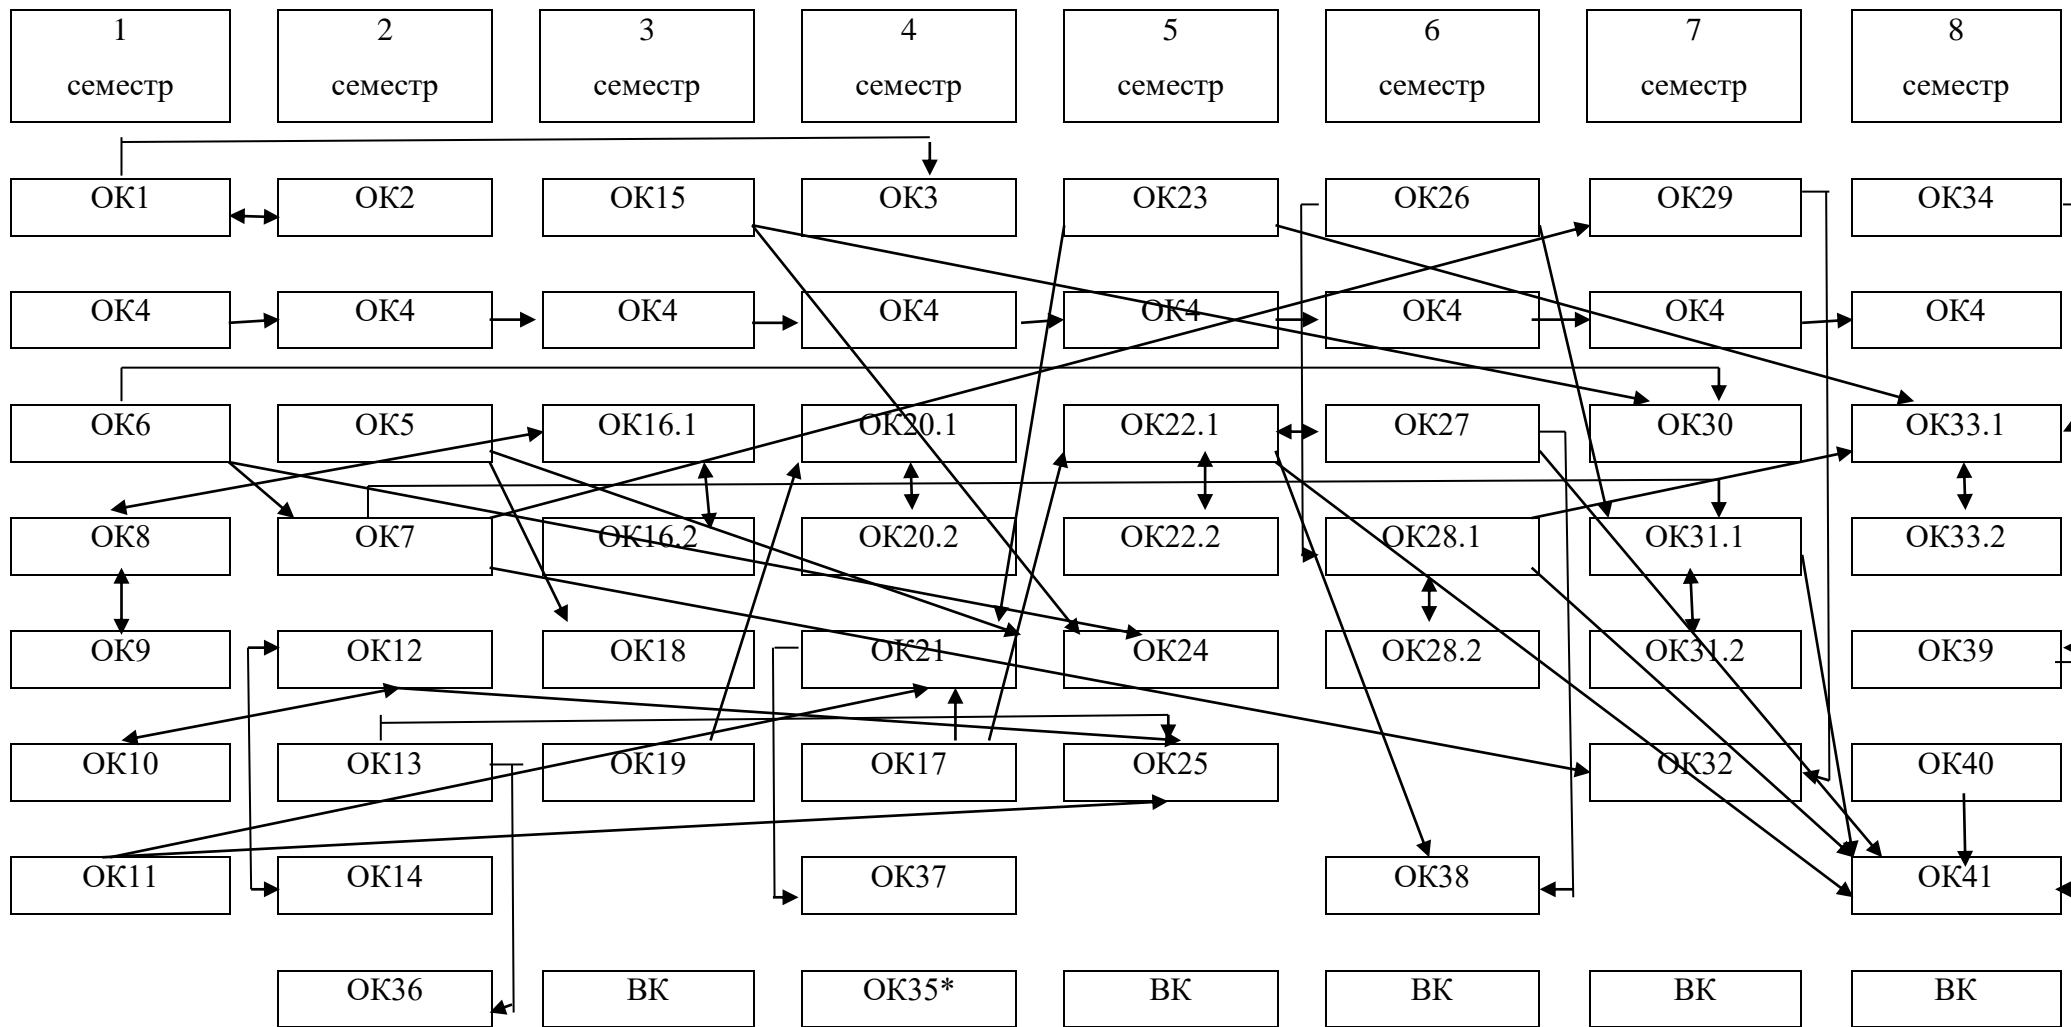 1 2 3 4 5 6 7 8
семестр семестр семестр семестр семестр семестр семестр семестр
ОК1 ОК2 ОК15 ОК3 ОК23 ОК26 ОК29 ОК34
ОК4 ОК4 ОК4 ОК4 ОК4 ОК4 ОК4 ОК4
ОК6 ОК5 ОК16.1 ОК20.1 ОК22.1 ОК27 ОК30 ОК33.1
ОК8 ОК7 ОК16.2 ОК20.2 ОК22.2 ОК28.1 ОК31.1 ОК33.2
ОК9 ОК12 ОК18 ОК21 ОК24 ОК28.2 ОК31.2 ОК39
ОК10 ОК13 ОК19 ОК17 ОК25 ОК32 ОК40
ОК11 ОК14 ОК37 ОК38 ОК41
ОК36 ВК ОК35* ВК ВК ВК ВК